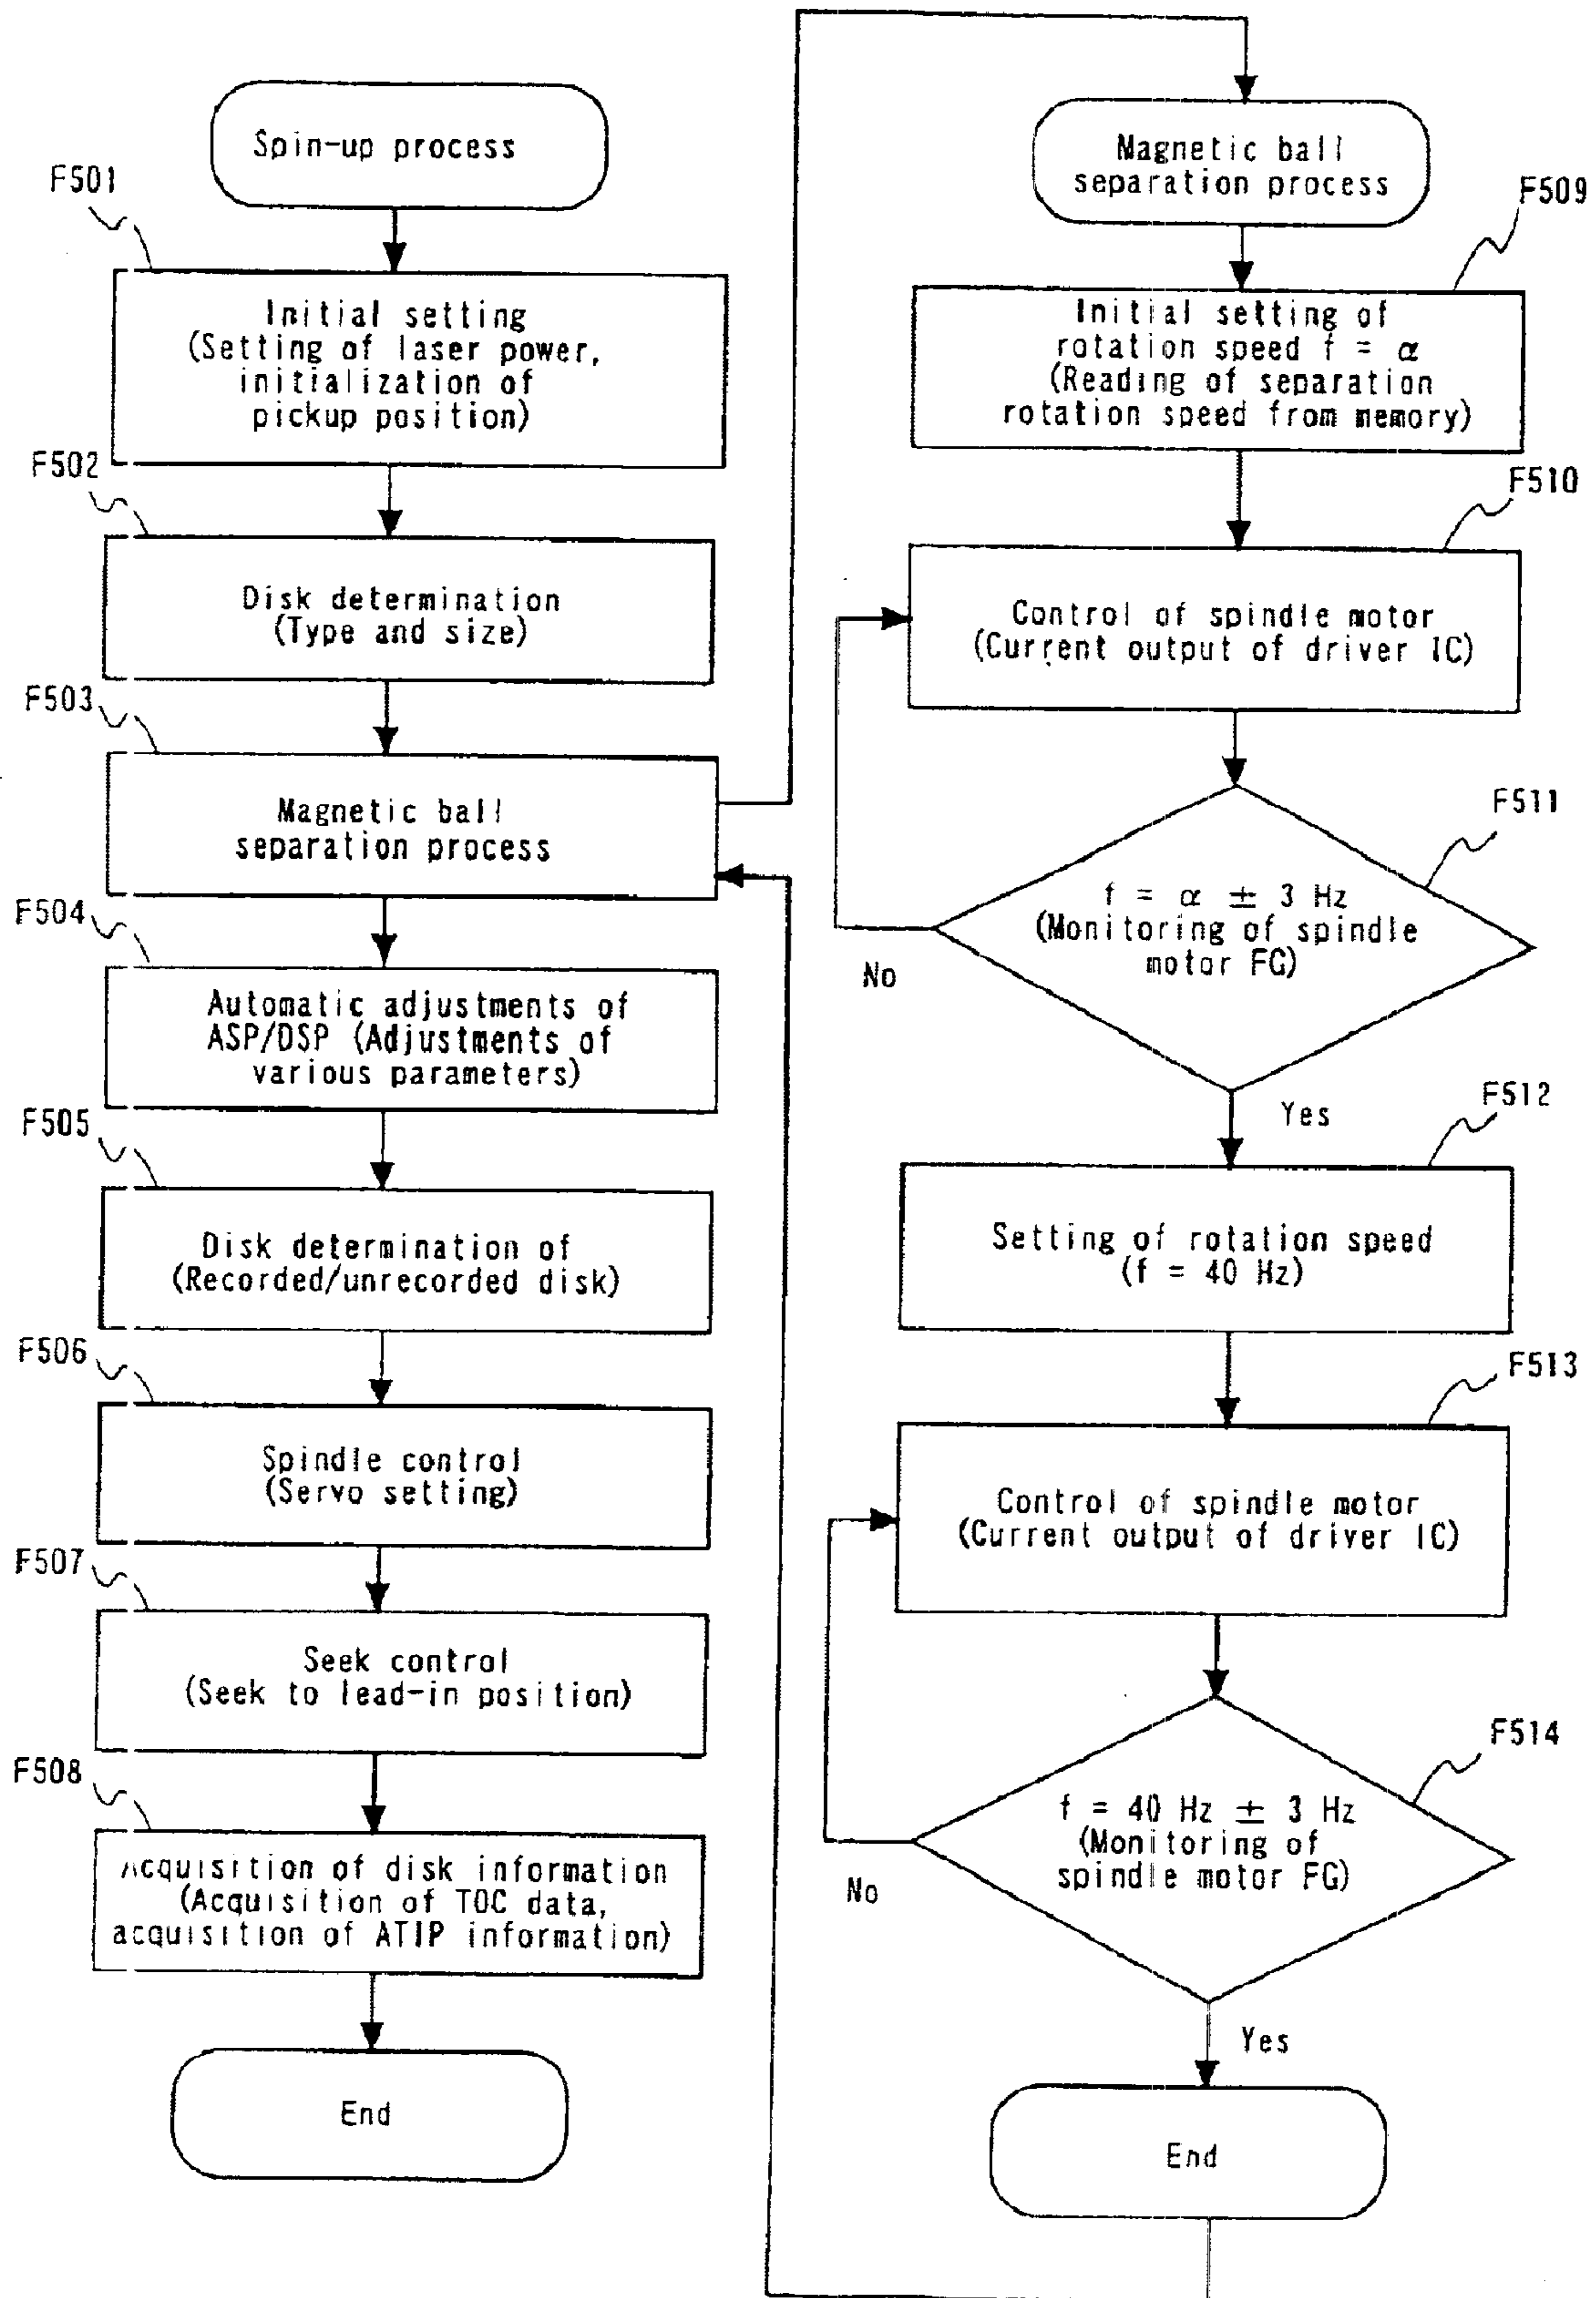 Spin-up process
F501
Initial setting
(Setting of laser power,
initialization of
pickup position)
F502
Disk determination
(Type and size)
F503
Magnetic ball
separation process
F504
Automatic adjustments of
ASP/DSP (Adjustments of
various parameters)
F505
Disk determination of
(Recorded/unrecorded disk)
F506
Spindle control
(Servo setting)
F507
Seek control
(Seek to lead-in position)
F508
Acquisition of disk information
(Acquisition of TOC data,
acquisition of ATIP information)
End
Magnetic ball
separation process
F509
Initial setting of
rotation speed f = α
(Reading of separation
rotation speed from memory)
F510
Control of spindle motor
(Current output of driver IC)
F511
f = α ± 3 Hz
(Monitoring of spindle
motor FG)
No
Yes
F512
Setting of rotation speed
(f = 40 Hz)
F513
Control of spindle motor
(Current output of driver IC)
F514
f = 40 Hz ± 3 Hz
(Monitoring of
spindle motor FG)
No
Yes
End